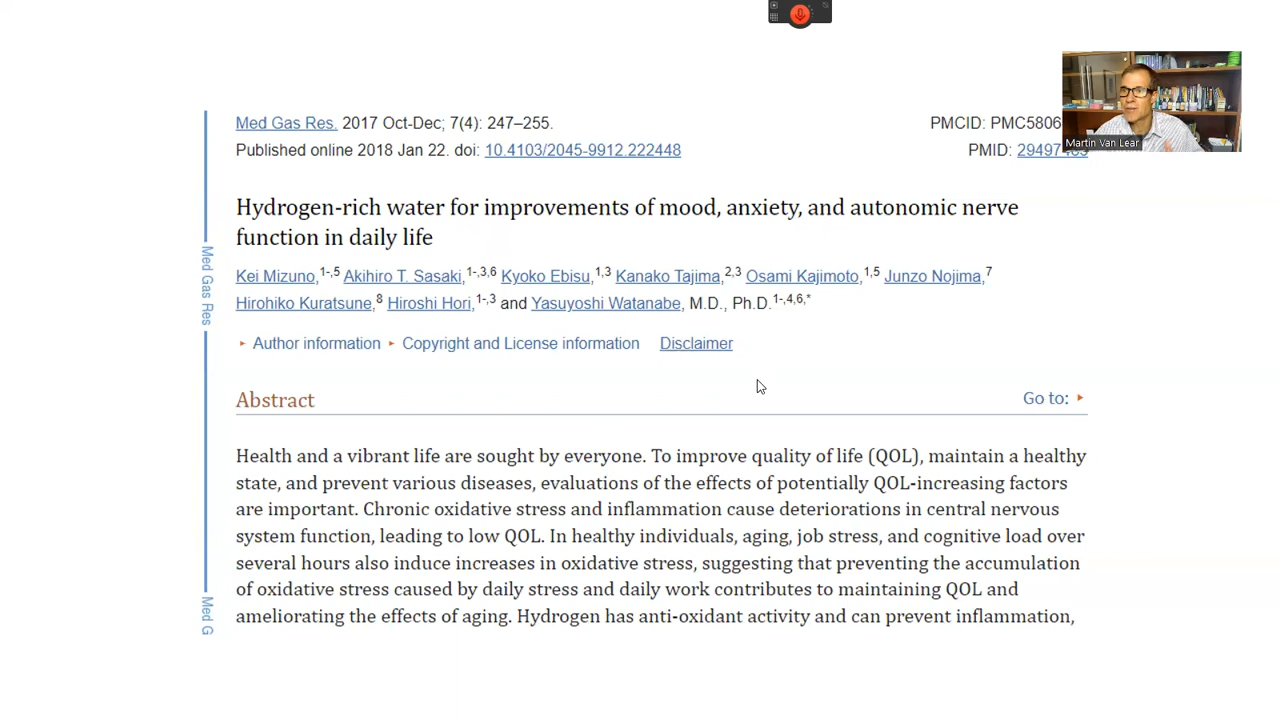 Med Gas Res. 2017 Oct-Dec; 7(4): 247–255.
PMCID: PMC5806
Published online 2018 Jan 22. doi: 10.4103/2045-9912.222448
PMID: 29497485
Martin Van Lear
Hydrogen-rich water for improvements of mood, anxiety, and autonomic nerve
function in daily life
Kei Mizuno,1-,5 Akihiro T. Sasaki,1-,3,6 Kyoko Ebisu,1,3 Kanako Tajima,2,3 Osami Kajimoto,1,5 Junzo Nojima,7
Hirohiko Kuratsune,8 Hiroshi Hori,1-,3 and Yasuyoshi Watanabe, M.D., Ph.D.1-,4,6,*
▸ Author information ▸ Copyright and License information Disclaimer
Abstract
Go to: ▸
Health and a vibrant life are sought by everyone. To improve quality of life (QOL), maintain a healthy
state, and prevent various diseases, evaluations of the effects of potentially QOL-increasing factors
are important. Chronic oxidative stress and inflammation cause deteriorations in central nervous
system function, leading to low QOL. In healthy individuals, aging, job stress, and cognitive load over
several hours also induce increases in oxidative stress, suggesting that preventing the accumulation
of oxidative stress caused by daily stress and daily work contributes to maintaining QOL and
ameliorating the effects of aging. Hydrogen has anti-oxidant activity and can prevent inflammation,
Med Gas Res
Med G